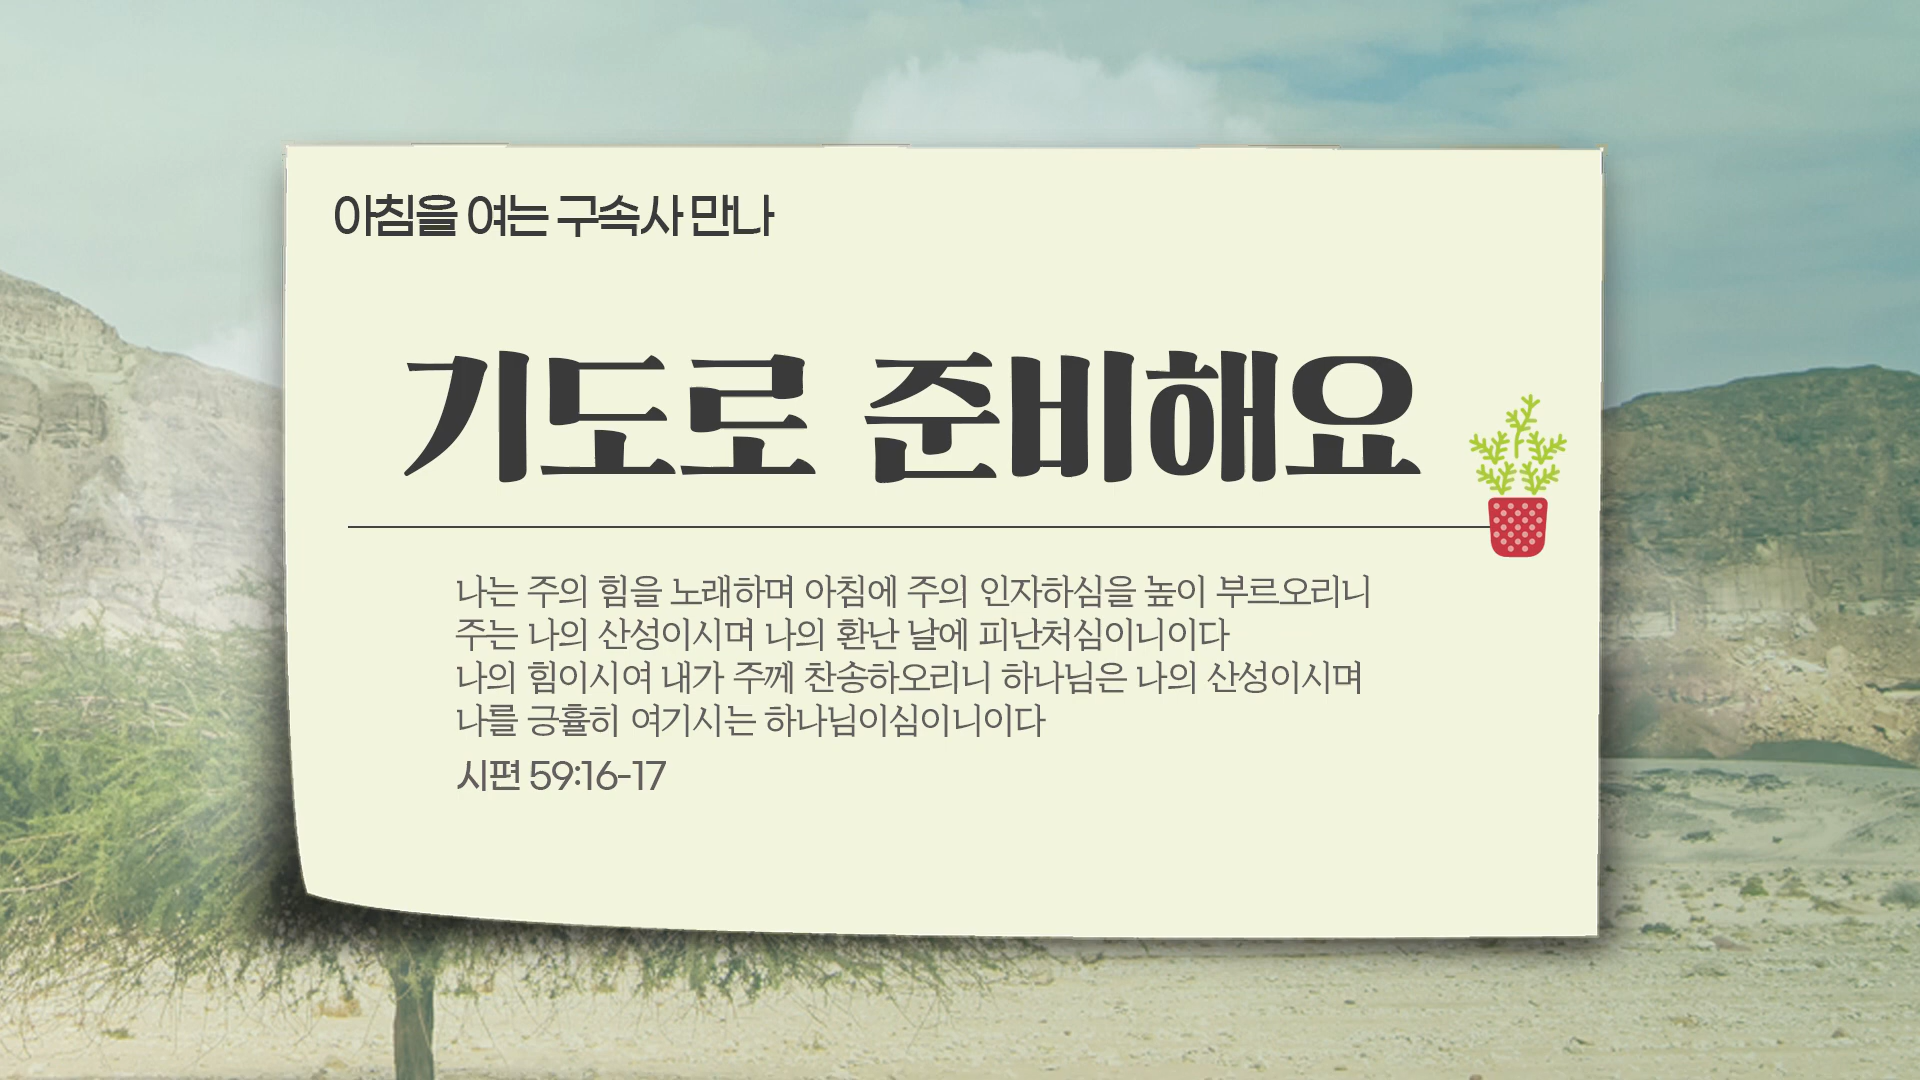 아침을 여는 구속사 만나
기도로 준비해요
나는 주의 힘을 노래하며 아침에 주의 인자하심을 높이 부르오리니
주는 나의 산성이시며 나의 환난 날에 피난처심이니이다
나의 힘이시여 내가 주께 찬송하오리니 하나님은 나의 산성이시며
나를 긍휼히 여기시는 하나님이심이니이다
시편 59:16-17